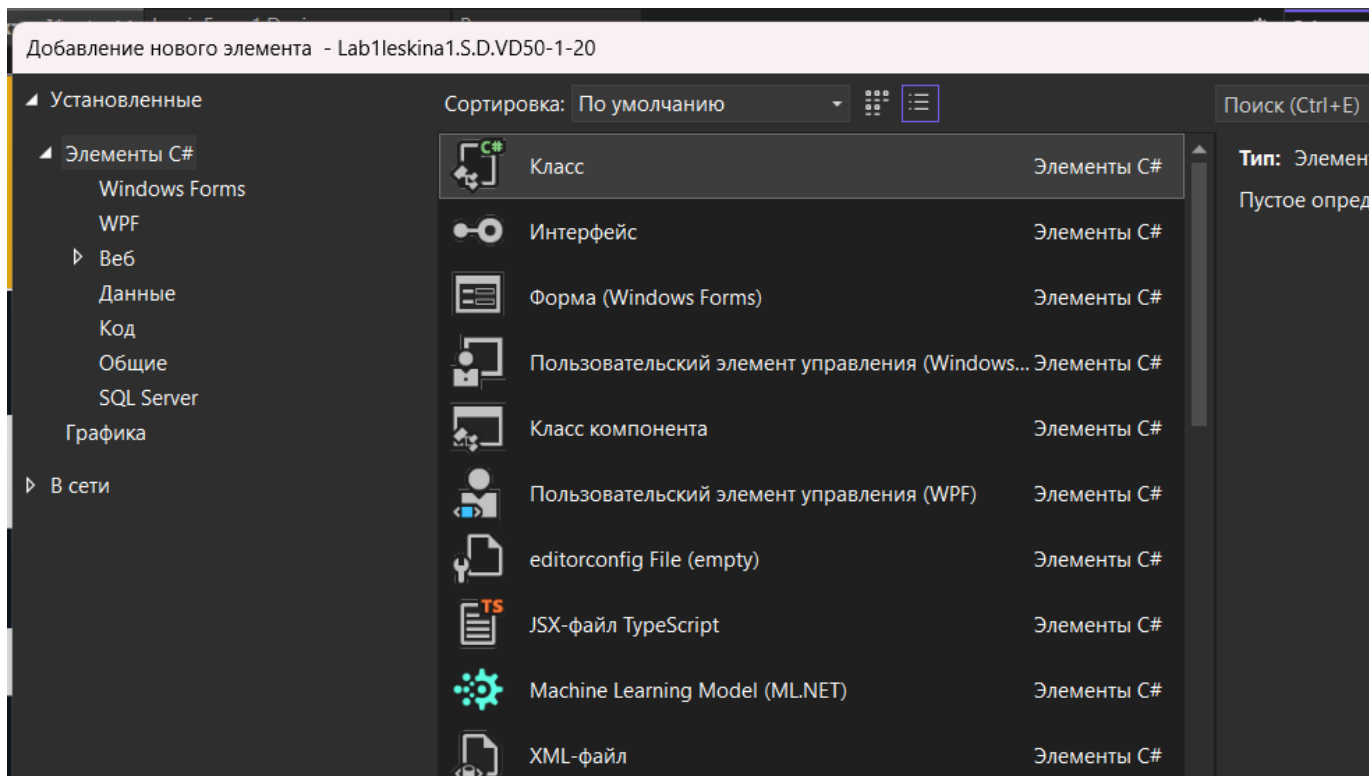 Добавление нового элемента - Lab1leskina1.S.D.VD50-1-20
Установленные
Элементы C#
Windows Forms
WPF
Веб
Данные
Код
Общие
SQL Server
Графика
В сети
Сортировка: По умолчанию
C#
Класс Элементы C#
Интерфейс Элементы C#
Форма (Windows Forms) Элементы C#
Пользовательский элемент управления (Windows... Элементы C#
Класс компонента Элементы C#
Пользовательский элемент управления (WPF) Элементы C#
editorconfig File (empty) Элементы C#
TS
JSX-файл TypeScript Элементы C#
Machine Learning Model (ML.NET) Элементы C#
XML-файл Элементы C#
Поиск (Ctrl+E)
Тип: Элемен
Пустое опред